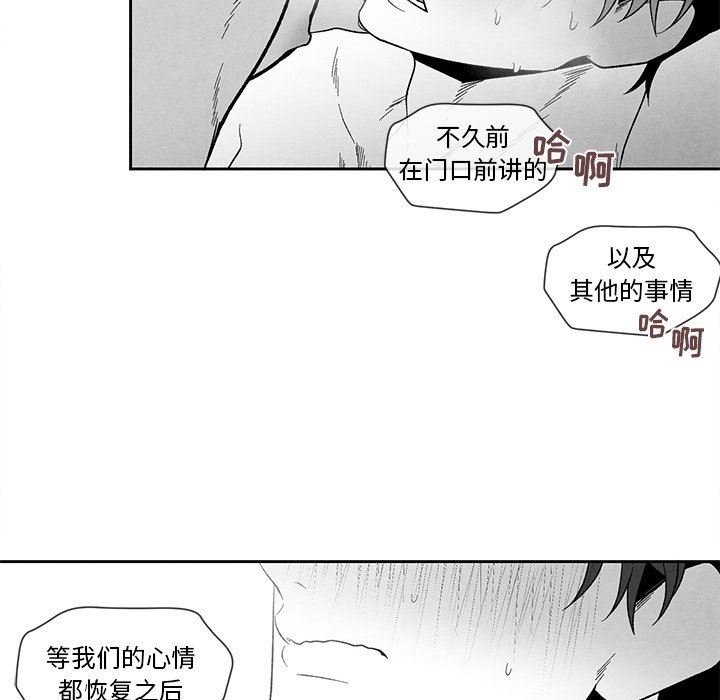 不久前
在门口前讲的
哈
啊
以及
其他的事情
哈
啊
等我们的心情
都恢复之后